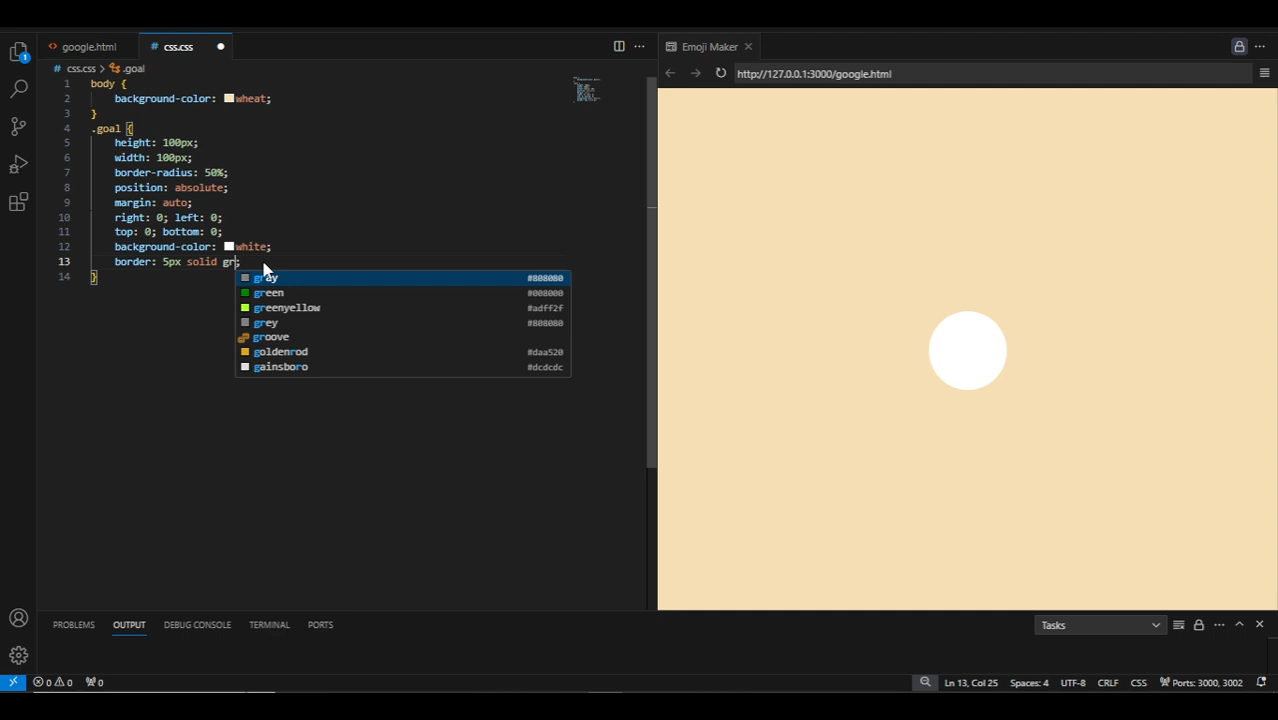 google.html
# css.css
Emoji Maker
# css.css > .goal
http://127.0.0.1:3000/google.html
1 body {
2 background-color: wheat;
3 }
4 .goal {
5 height: 100px;
6 width: 100px;
7 border-radius: 50%;
8 position: absolute;
9 margin: auto;
10 right: 0; left: 0;
11 top: 0; bottom: 0;
12 background-color: white;
13 border: 5px solid gr;
14 }
gray #808080
green #008000
greenyellow #adff2f
grey #808080
groove
goldenrod #daa520
gainsboro #dcdcdc
1
PROBLEMS OUTPUT DEBUG CONSOLE TERMINAL PORTS Tasks
0 0 0 Ln 13, Col 25 Spaces: 4 UTF-8 CRLF CSS Ports: 3000, 3002